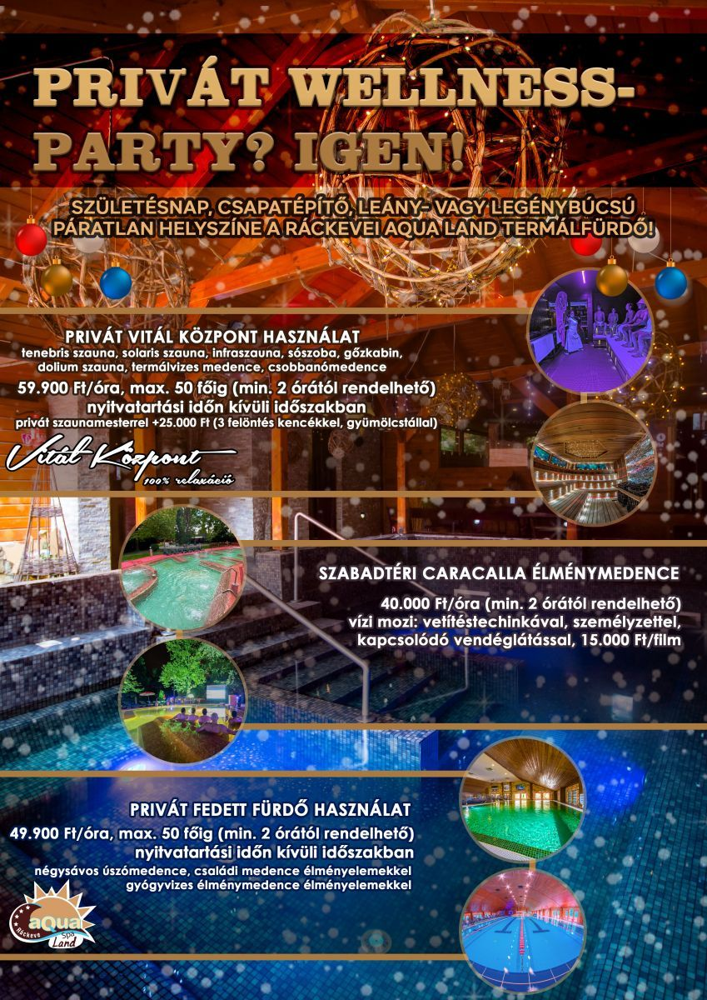 PRIVÁT WELLNESS-
PARTY? IGEN!
SZÜLETÉSNAP, CSAPATÉPÍTŐ, LEÁNY- VAGY LEGÉNYBÚCSÚ
PÁRATLAN HELYSZÍNE A RÁCKEVEI AQUA LAND TERMÁLFÜRDŐ!
PRIVÁT VITÁL KÖZPONT HASZNÁLAT
tenebris szauna, solaris szauna, infraszauna, sószoba, gőzkabin,
dolium szauna, termálvizes medence, csobbanómedence
59.900 Ft/óra, max. 50 főig (min. 2 órától rendelhető)
nyitvatartási időn kívüli időszakban
privát szaunamesterrel +25.000 Ft (3 felöntés kencékkel, gyümölcstállal)
Vitál Központ
100% relaxáció
SZABADTÉRI CARACALLA ÉLMÉNYMEDENCE
40.000 Ft/óra (min. 2 órától rendelhető)
vízi mozi: vetítéstechinkával, személyzettel,
kapcsolódó vendéglátással, 15.000 Ft/film
PRIVÁT FEDETT FÜRDŐ HASZNÁLAT
49.900 Ft/óra, max. 50 főig (min. 2 órától rendelhető)
nyitvatartási időn kívüli időszakban
négysávos úszómedence, családi medence élményelemekkel
gyógyvizes élménymedence élményelemekkel
aqua
Ráckeve
Spa
Land